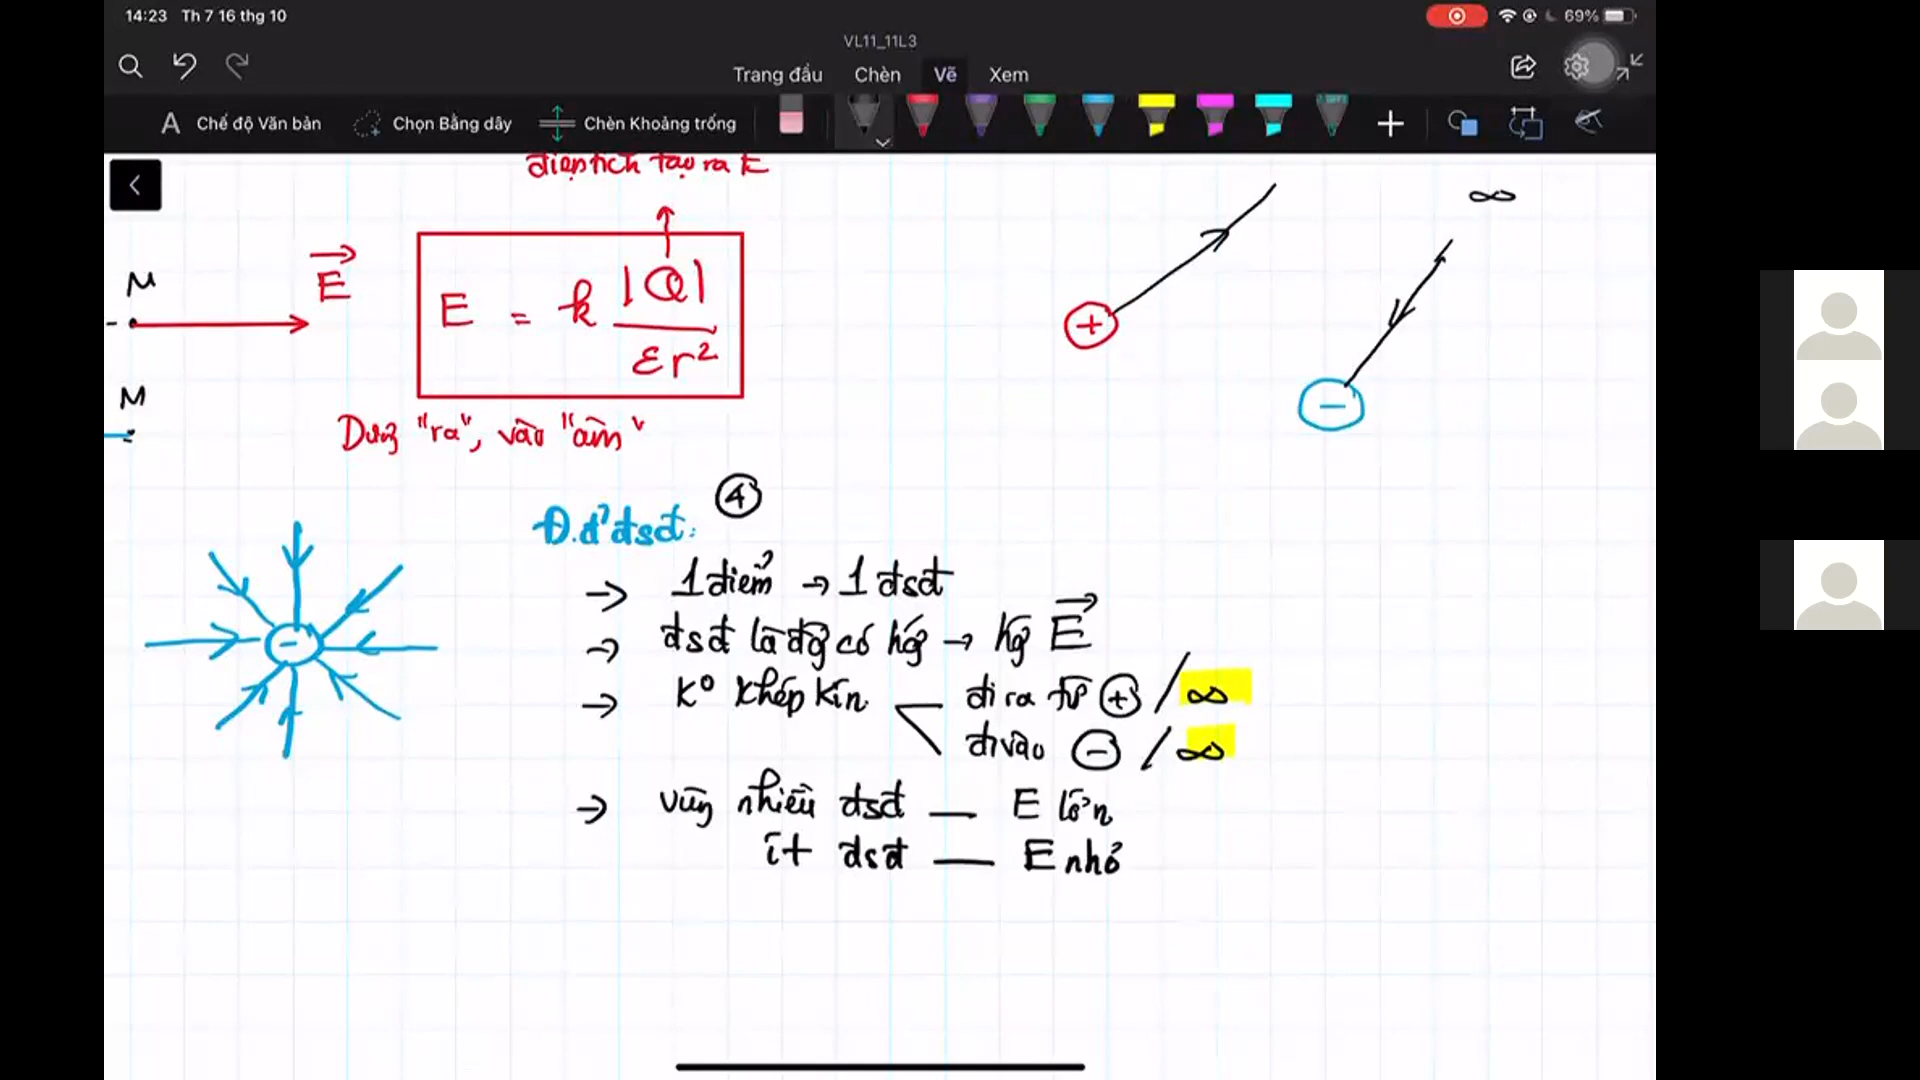 14:23 Th 7 16 thg 10
69%
VL11_11L3
Trang đầu Chèn Vẽ Xem
A Chế độ Văn bản Chọn Bằng dây Chèn Khoảng trống
điện tích tạo ra E
∞
M
E
E = k |Q| / εr²
+
M
−
Dương "ra", vào "âm"
4
Đ.đ' đsđ:
−
→ 1 điểm → 1 đsđ
→ đsđ là đg có hg → hg E
→ Ko khép kín. đi ra từ + / ∞
đi vào − / ∞
→ vùng nhiều đsđ — E lớn
ít đsđ — E nhỏ